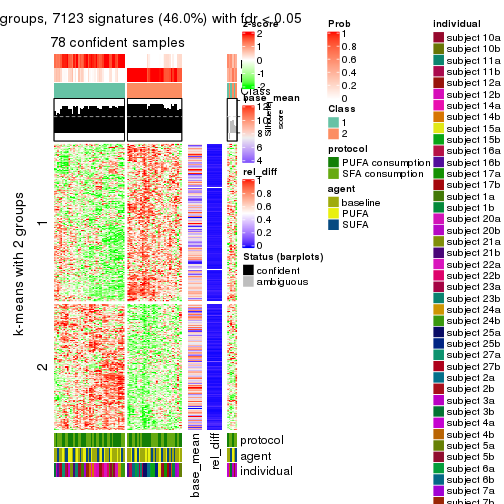 groups, 7123 signatures (46.0%) with fdr < 0.05
78 confident samples
k-means with 2 groups
1
2
z-score
2
1
0
-1
-2
Class
Silhouette
score
base_mean
12
10
8
6
4
rel_diff
1
0.8
0.6
0.4
0.2
0
Status (barplots)
confident
ambiguous
protocol
agent
individual
base_mean
rel_diff
Prob
1
0.8
0.6
0.4
0.2
0
Class
1
2
protocol
PUFA consumption
SFA consumption
agent
baseline
PUFA
SUFA
individual
subject 10a
subject 10b
subject 11a
subject 11b
subject 12a
subject 12b
subject 14a
subject 14b
subject 15a
subject 15b
subject 16a
subject 16b
subject 17a
subject 17b
subject 1a
subject 1b
subject 20a
subject 20b
subject 21a
subject 21b
subject 22a
subject 22b
subject 23a
subject 23b
subject 24a
subject 24b
subject 25a
subject 25b
subject 27a
subject 27b
subject 2a
subject 2b
subject 3a
subject 3b
subject 4a
subject 4b
subject 5a
subject 5b
subject 6a
subject 6b
subject 7a
subject 7b